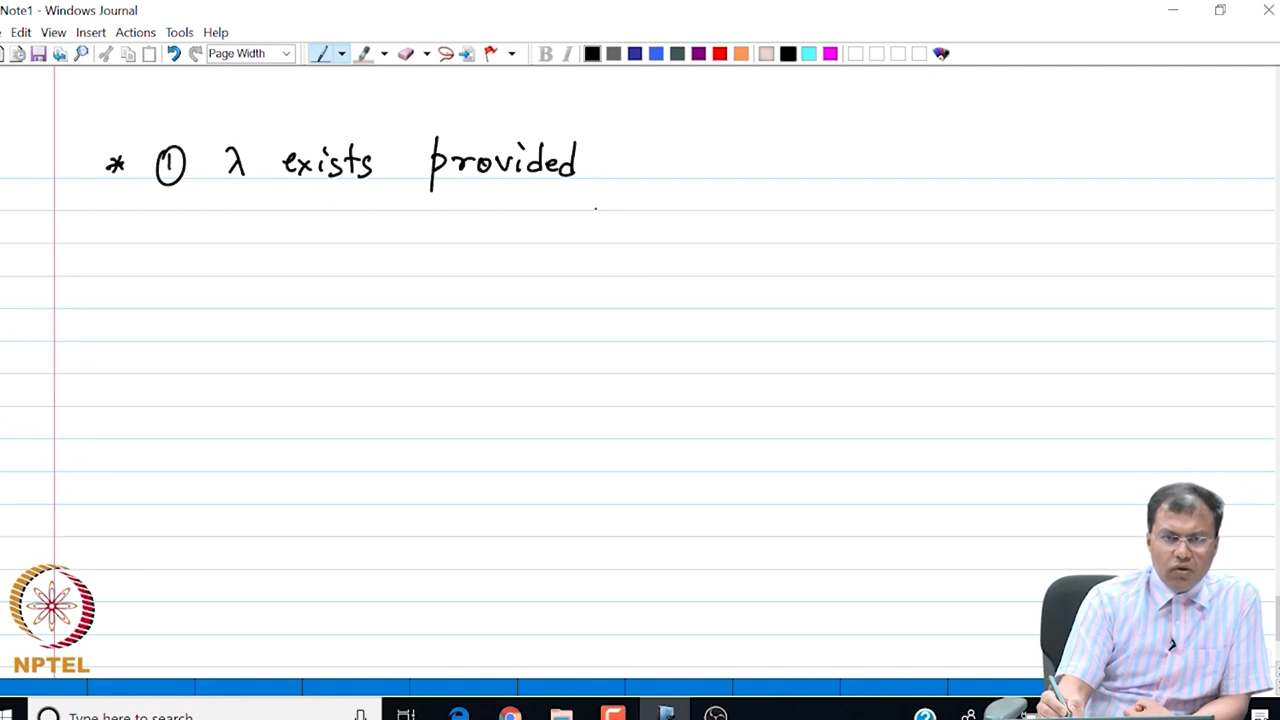 Note1 - Windows Journal
Edit View Insert Actions Tools Help
Page Width
B I
* ① λ exists provided
NPTEL
Type here to search